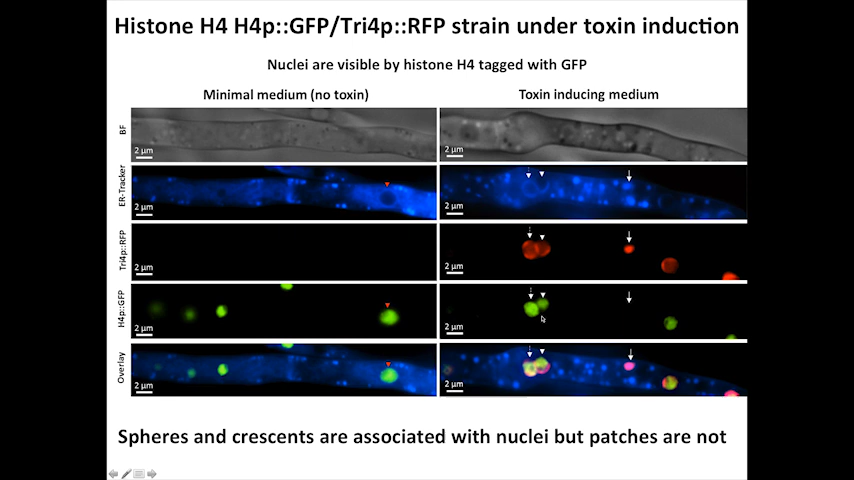 Histone H4 H4p::GFP/Tri4p::RFP strain under toxin induction
Nuclei are visible by histone H4 tagged with GFP
Minimal medium (no toxin)
Toxin inducing medium
BF
2 µm
2 µm
ER-Tracker
2 µm
2 µm
Tri4p::RFP
2 µm
2 µm
H4p::GFP
2 µm
2 µm
Overlay
2 µm
2 µm
Spheres and crescents are associated with nuclei but patches are not